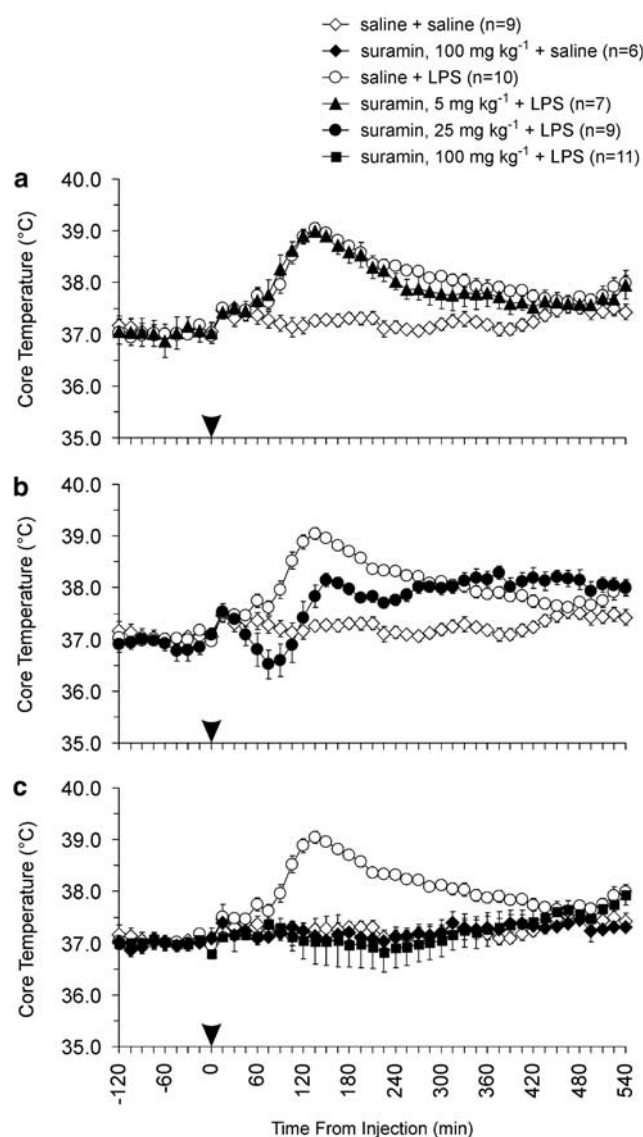 saline + saline (n=9)
suramin, 100 mg kg⁻¹ + saline (n=6)
saline + LPS (n=10)
suramin, 5 mg kg⁻¹ + LPS (n=7)
suramin, 25 mg kg⁻¹ + LPS (n=9)
suramin, 100 mg kg⁻¹ + LPS (n=11)
a
40.0
39.0
38.0
37.0
36.0
35.0
Core Temperature (°C)
b
40.0
39.0
38.0
37.0
36.0
35.0
Core Temperature (°C)
c
40.0
39.0
38.0
37.0
36.0
35.0
Core Temperature (°C)
-120 -60 0 60 120 180 240 300 360 420 480 540
Time From Injection (min)